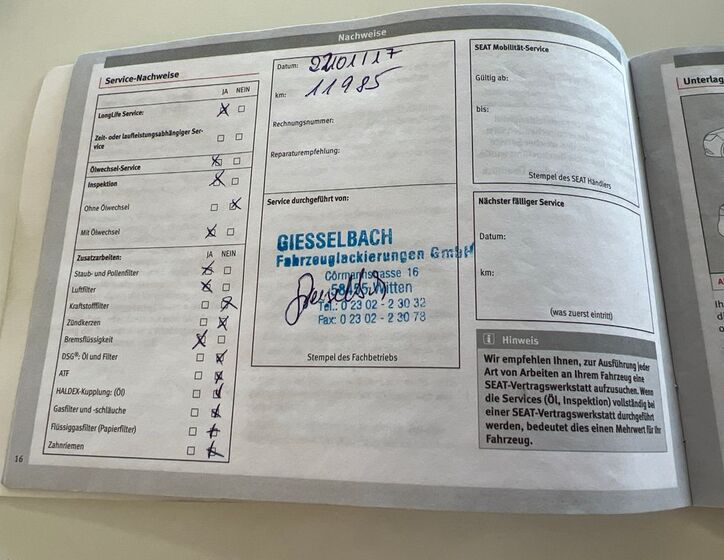 Nachweise
Service-Nachweise
JA NEIN
LongLife Service:
Zeit- oder laufleistungsabhängiger Ser-
vice
Ölwechsel-Service
Inspektion
Ohne Ölwechsel
Mit Ölwechsel
Zusatzarbeiten: JA NEIN
Staub- und Pollenfilter
Luftfilter
Kraftstofffilter
Zündkerzen
Bremsflüssigkeit
DSG®: Öl und Filter
ATF
HALDEX-Kupplung: (Öl)
Gasfilter und -schläuche
Flüssiggasfilter (Papierfilter)
Zahnriemen
16
Datum: 22 01 17
km: 11985
Rechnungsnummer:
Reparaturempfehlung:
Service durchgeführt von:
GIESSELBACH
Fahrzeuglackierungen GmbH
Cörmannstrasse 16
Witten
Tel.: 0 23 02 - 2 30 32
Fax: 0 23 02 - 2 30 78
Stempel des Fachbetriebs
SEAT Mobilität-Service
Gültig ab:
bis:
Stempel des SEAT Händlers
Nächster fälliger Service
Datum:
km:
(was zuerst eintritt)
i Hinweis
Wir empfehlen Ihnen, zur Ausführung jeder
Art von Arbeiten an Ihrem Fahrzeug eine
SEAT-Vertragswerkstatt aufzusuchen. Wenn
die Services (Öl, Inspektion) vollständig bei
einer SEAT-Vertragswerkstatt durchgeführt
werden, bedeutet dies einen Mehrwert für Ihr
Fahrzeug.
Unterlag